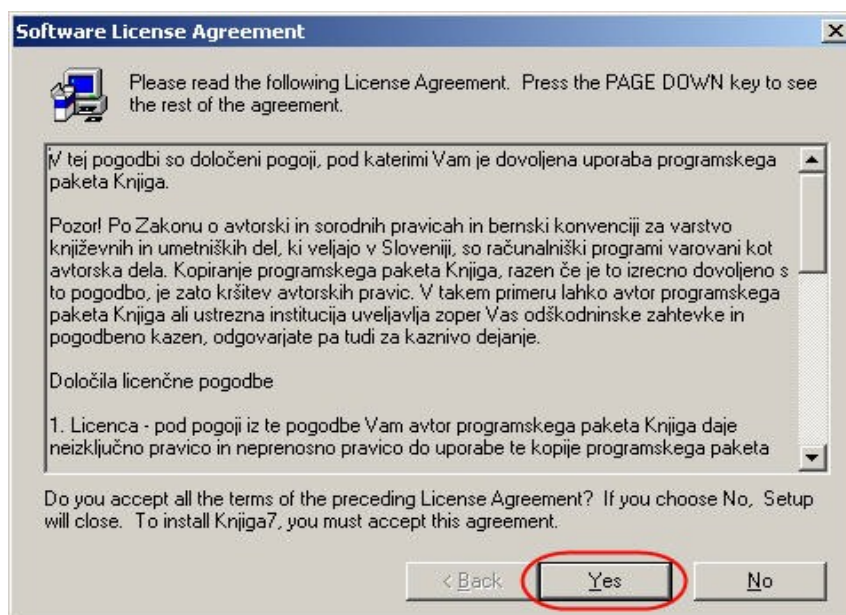 Software License Agreement
Please read the following License Agreement. Press the PAGE DOWN key to see
the rest of the agreement.
V tej pogodbi so določeni pogoji, pod katerimi Vam je dovoljena uporaba programskega
paketa Knjiga.
Pozor! Po Zakonu o avtorski in sorodnih pravicah in bernski konvenciji za varstvo
književnih in umetniških del, ki veljajo v Sloveniji, so računalniški programi varovani kot
avtorska dela. Kopiranje programskega paketa Knjiga, razen če je to izrecno dovoljeno s
to pogodbo, je zato kršitev avtorskih pravic. V takem primeru lahko avtor programskega
paketa Knjiga ali ustrezna institucija uveljavlja zoper Vas odškodninske zahtevke in
pogodbeno kazen, odgovarjate pa tudi za kaznivo dejanje.
Določila licenčne pogodbe
1. Licenca - pod pogoji iz te pogodbe Vam avtor programskega paketa Knjiga daje
neizključno pravico in neprenosno pravico do uporabe te kopije programskega paketa
Do you accept all the terms of the preceding License Agreement? If you choose No, Setup
will close. To install Knjiga7, you must accept this agreement.
< Back Yes No